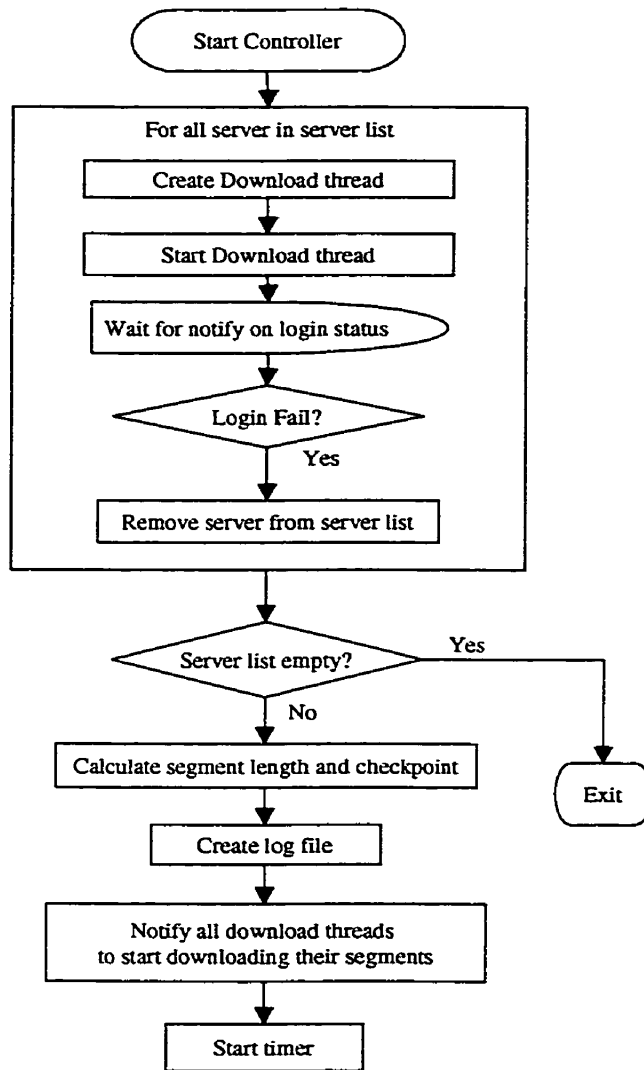 Start Controller
For all server in server list
Create Download thread
Start Download thread
Wait for notify on login status
Login Fail?
Yes
Remove server from server list
Server list empty?
Yes
No
Calculate segment length and checkpoint
Exit
Create log file
Notify all download threads
to start downloading their segments
Start timer